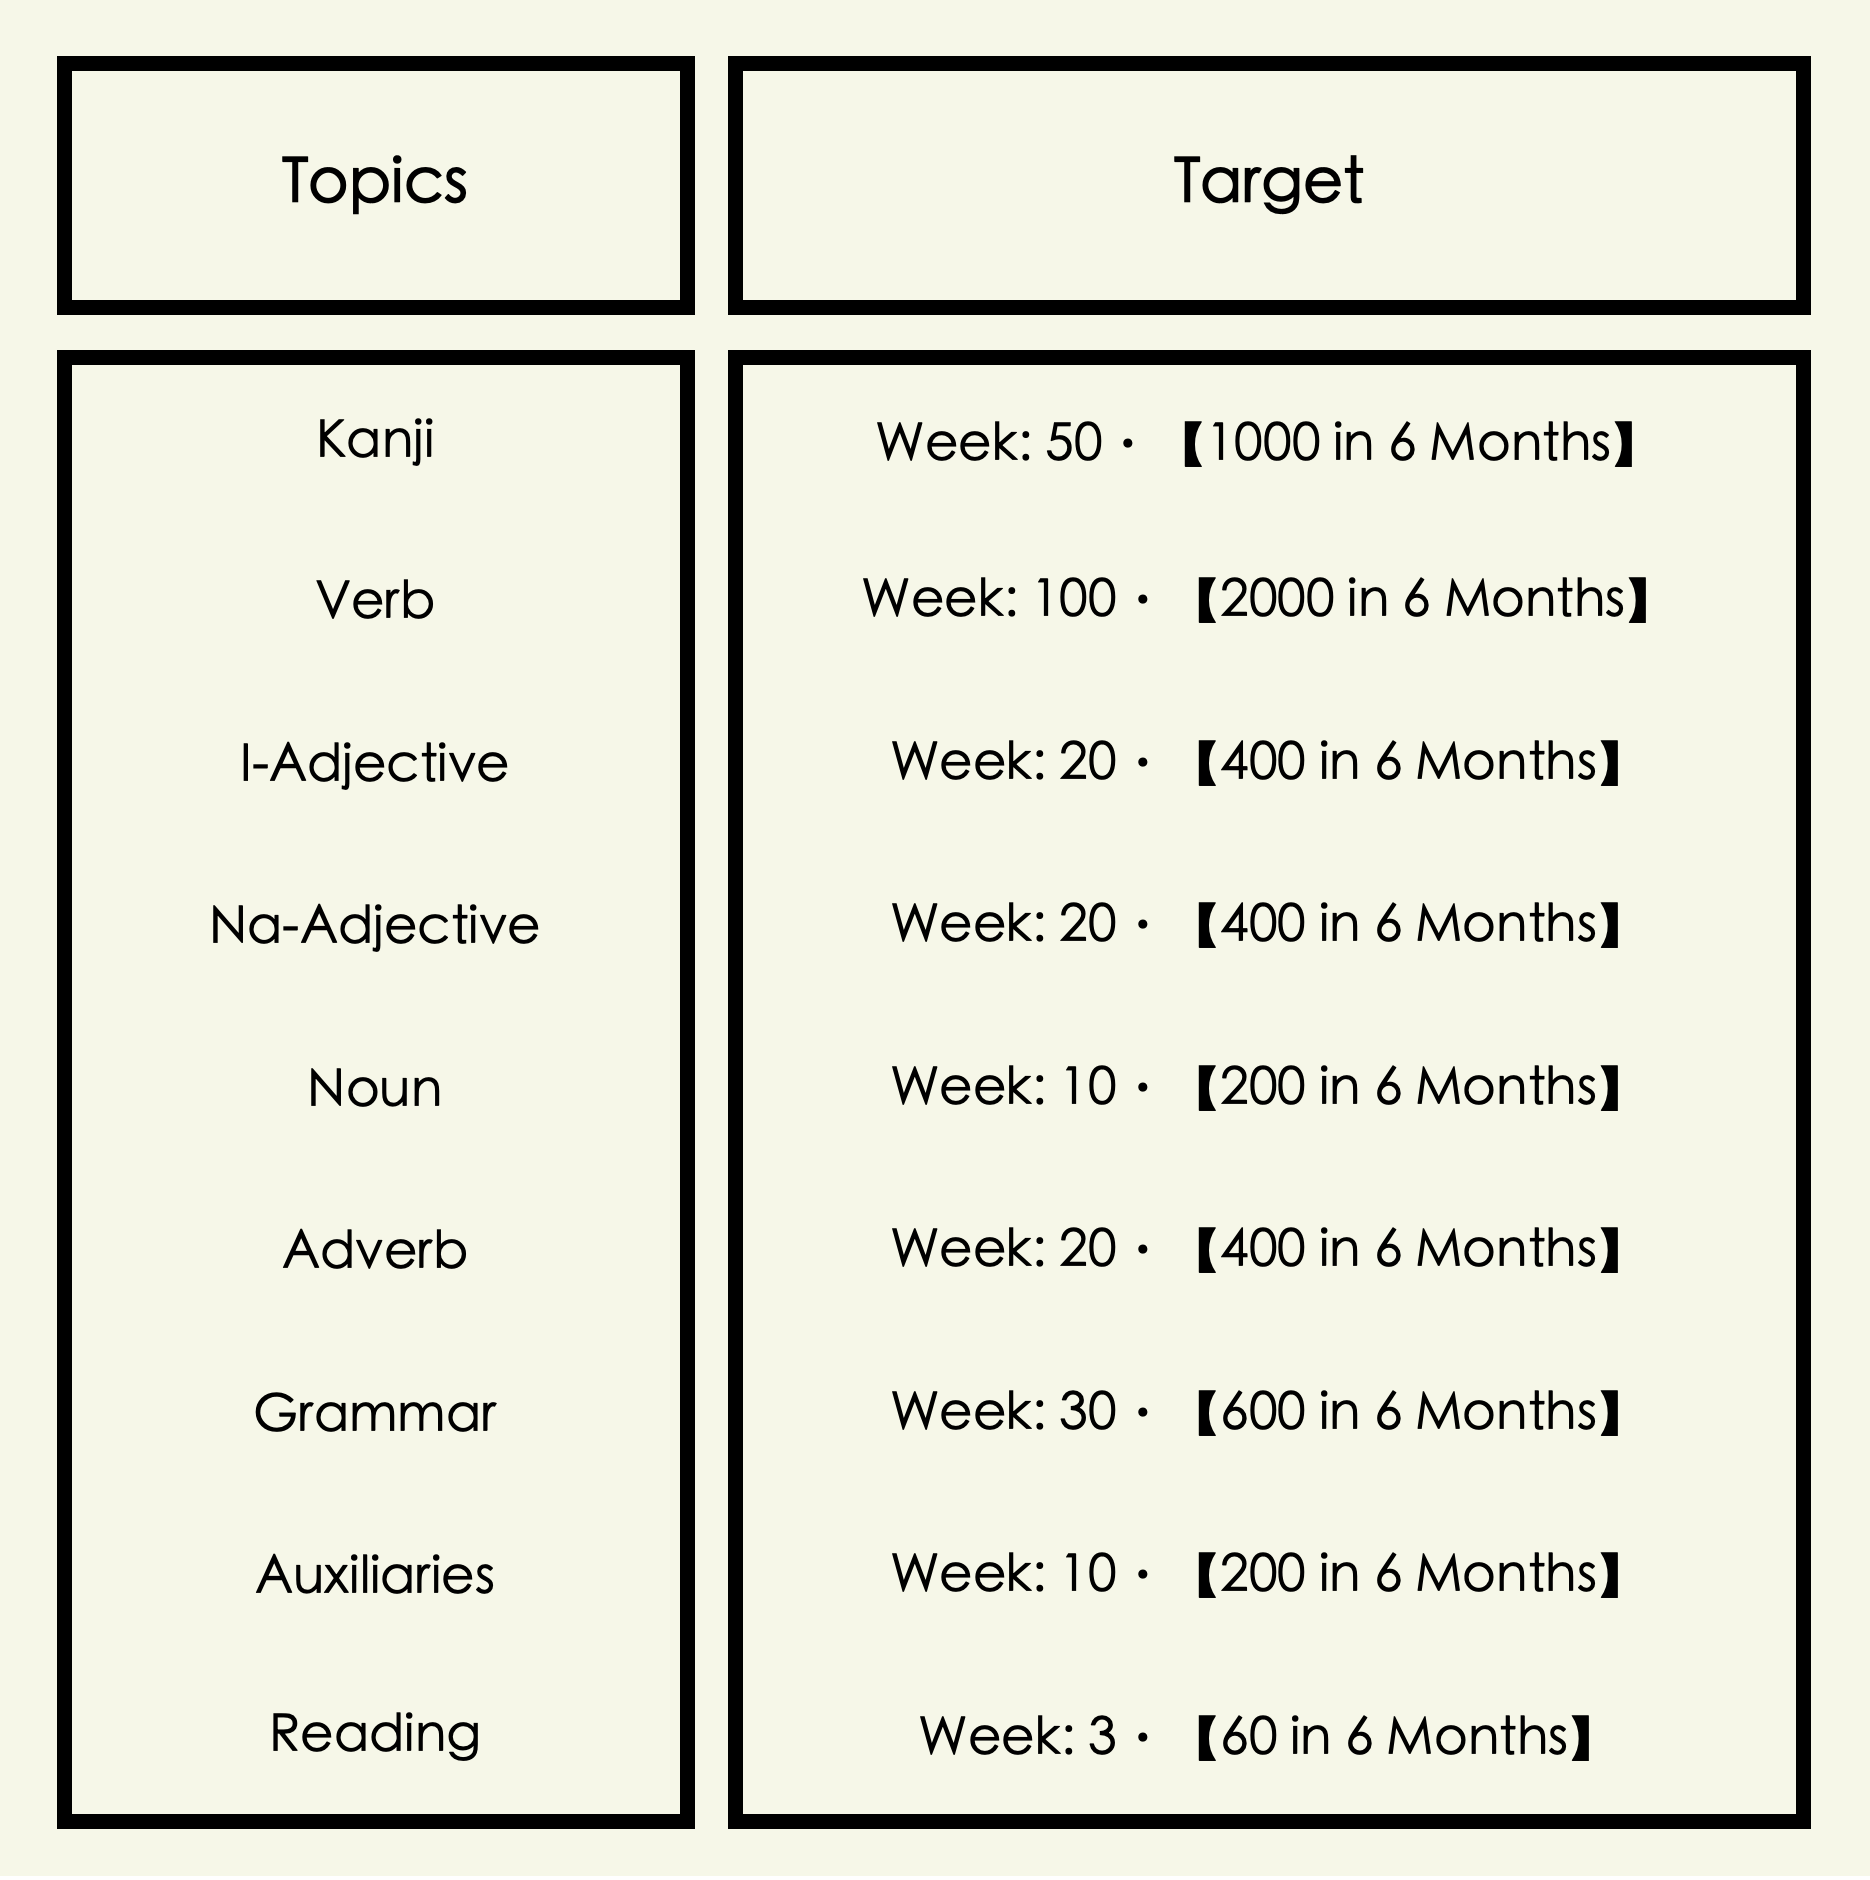 Topics
Target
Kanji
Week: 50・【1000 in 6 Months】
Verb
Week: 100・【2000 in 6 Months】
I-Adjective
Week: 20・【400 in 6 Months】
Na-Adjective
Week: 20・【400 in 6 Months】
Noun
Week: 10・【200 in 6 Months】
Adverb
Week: 20・【400 in 6 Months】
Grammar
Week: 30・【600 in 6 Months】
Auxiliaries
Week: 10・【200 in 6 Months】
Reading
Week: 3・【60 in 6 Months】